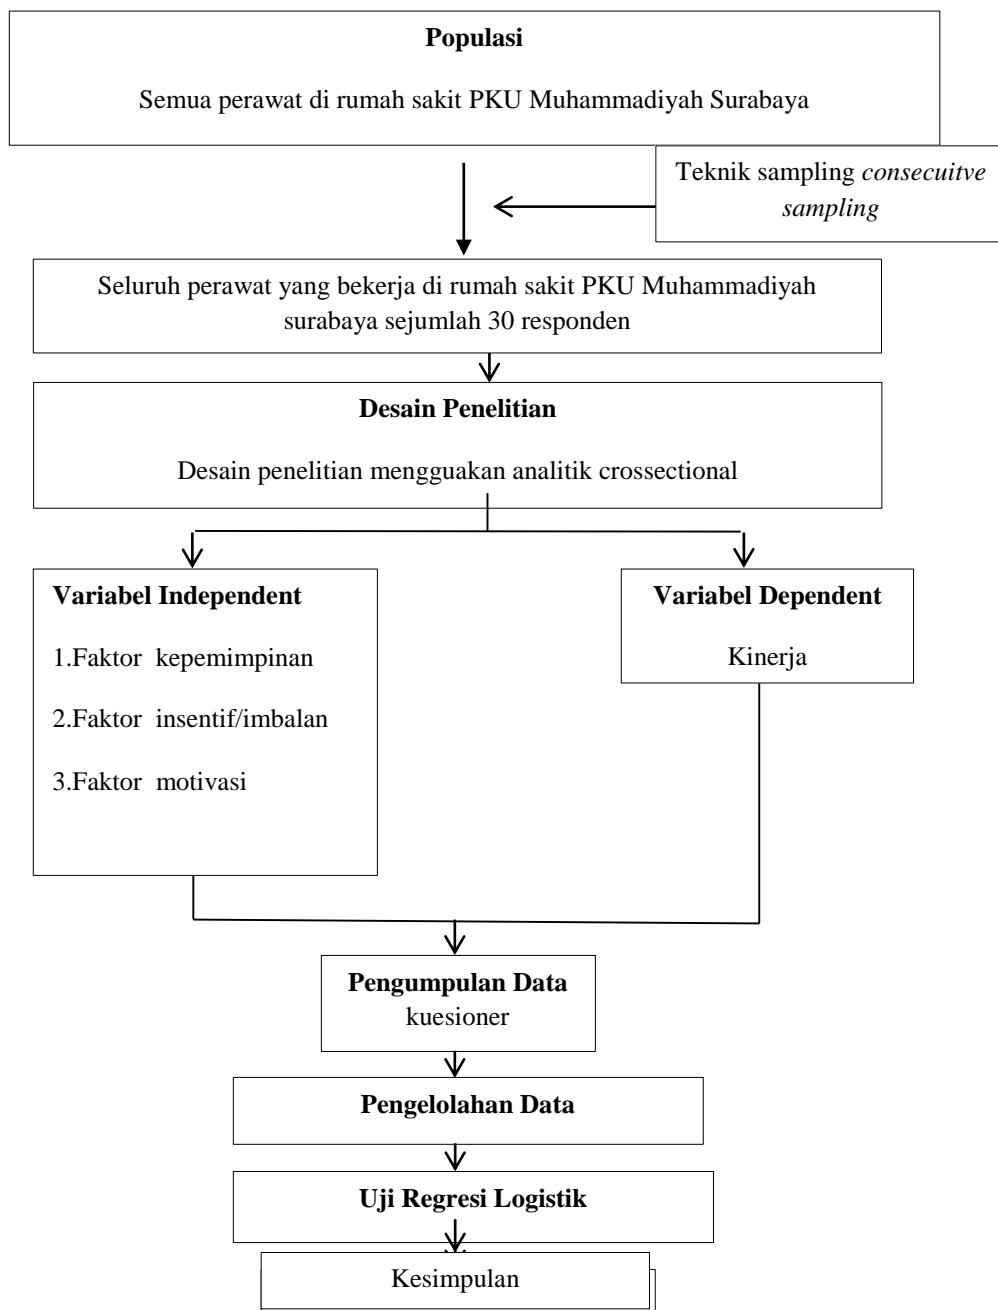 Populasi
Semua perawat di rumah sakit PKU Muhammadiyah Surabaya
Teknik sampling consecuitve
sampling
Seluruh perawat yang bekerja di rumah sakit PKU Muhammadiyah
surabaya sejumlah 30 responden
Desain Penelitian
Desain penelitian mengguakan analitik crossectional
Variabel Independent
1.Faktor kepemimpinan
2.Faktor insentif/imbalan
3.Faktor motivasi
Variabel Dependent
Kinerja
Pengumpulan Data
kuesioner
Pengelolahan Data
Uji Regresi Logistik
Kesimpulan